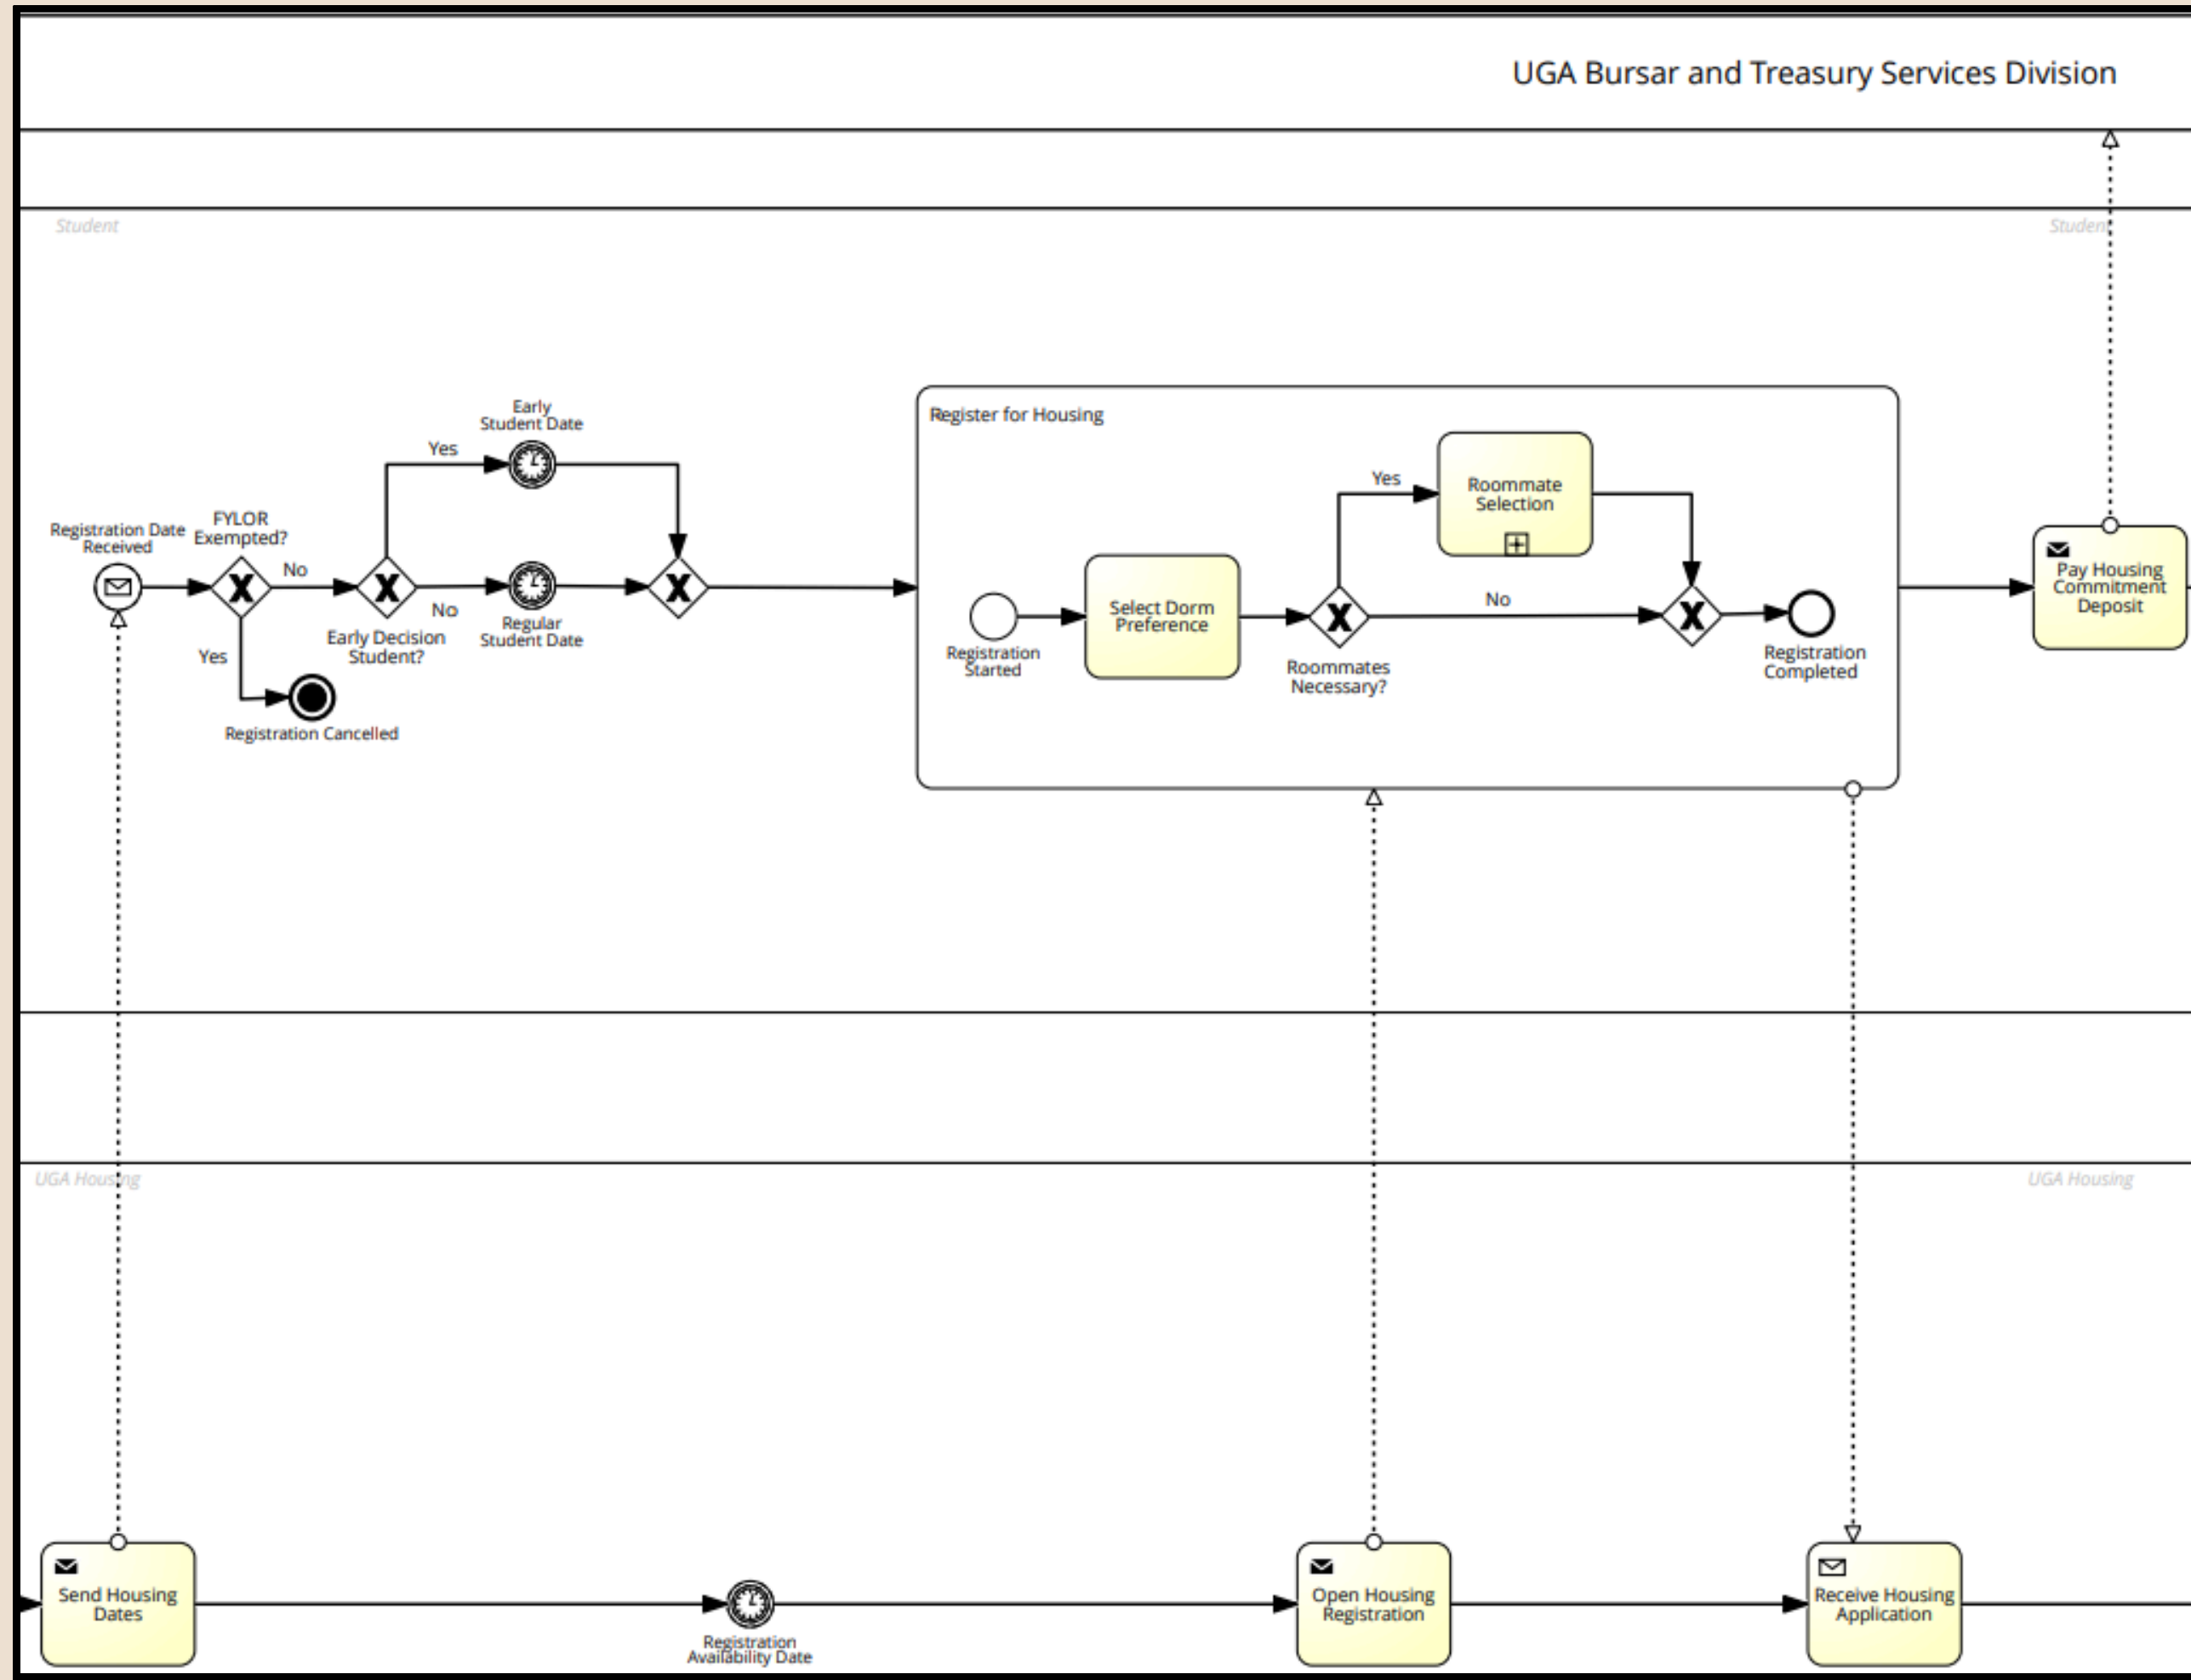 UGA Bursar and Treasury Services Division
Student
Student
Early
Student Date
Yes
Registration Date
Received
FYLOR
Exempted?
No
No
Early Decision
Student?
Regular
Student Date
Yes
Registration Cancelled
Register for Housing
Yes
Roommate
Selection
Registration
Started
Select Dorm
Preference
Roommates
Necessary?
No
Registration
Completed
Pay Housing
Commitment
Deposit
UGA Housing
UGA Housing
Send Housing
Dates
Registration
Availability Date
Open Housing
Registration
Receive Housing
Application